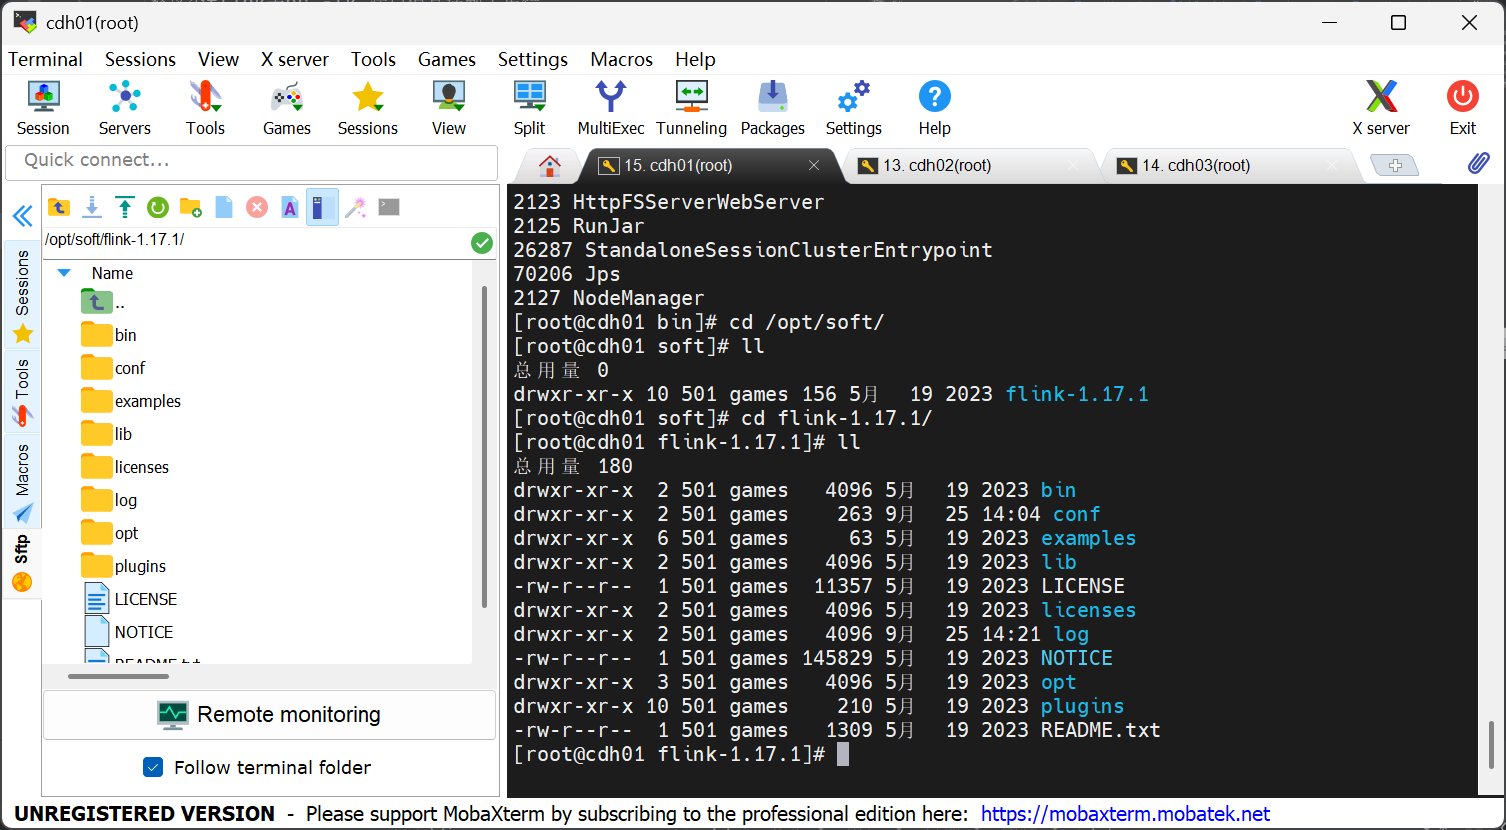 cdh01(root)
Terminal Sessions View X server Tools Games Settings Macros Help
Session Servers Tools Games Sessions View Split MultiExec Tunneling Packages Settings Help X server Exit
Quick connect...
15. cdh01(root)
13. cdh02(root)
14. cdh03(root)
/opt/soft/flink-1.17.1/
Sessions
Tools
Macros
Sftp
Name
..
bin
conf
examples
lib
licenses
log
opt
plugins
LICENSE
NOTICE
README.txt
Remote monitoring
Follow terminal folder
2123 HttpFSServerWebServer
2125 RunJar
26287 StandaloneSessionClusterEntrypoint
70206 Jps
2127 NodeManager
[root@cdh01 bin]# cd /opt/soft/
[root@cdh01 soft]# ll
总用量 0
drwxr-xr-x 10 501 games 156 5月 19 2023 flink-1.17.1
[root@cdh01 soft]# cd flink-1.17.1/
[root@cdh01 flink-1.17.1]# ll
总用量 180
drwxr-xr-x 2 501 games 4096 5月 19 2023 bin
drwxr-xr-x 2 501 games 263 9月 25 14:04 conf
drwxr-xr-x 6 501 games 63 5月 19 2023 examples
drwxr-xr-x 2 501 games 4096 5月 19 2023 lib
-rw-r--r-- 1 501 games 11357 5月 19 2023 LICENSE
drwxr-xr-x 2 501 games 4096 5月 19 2023 licenses
drwxr-xr-x 2 501 games 4096 9月 25 14:21 log
-rw-r--r-- 1 501 games 145829 5月 19 2023 NOTICE
drwxr-xr-x 3 501 games 4096 5月 19 2023 opt
drwxr-xr-x 10 501 games 210 5月 19 2023 plugins
-rw-r--r-- 1 501 games 1309 5月 19 2023 README.txt
[root@cdh01 flink-1.17.1]#
UNREGISTERED VERSION - Please support MobaXterm by subscribing to the professional edition here: https://mobaxterm.mobatek.net